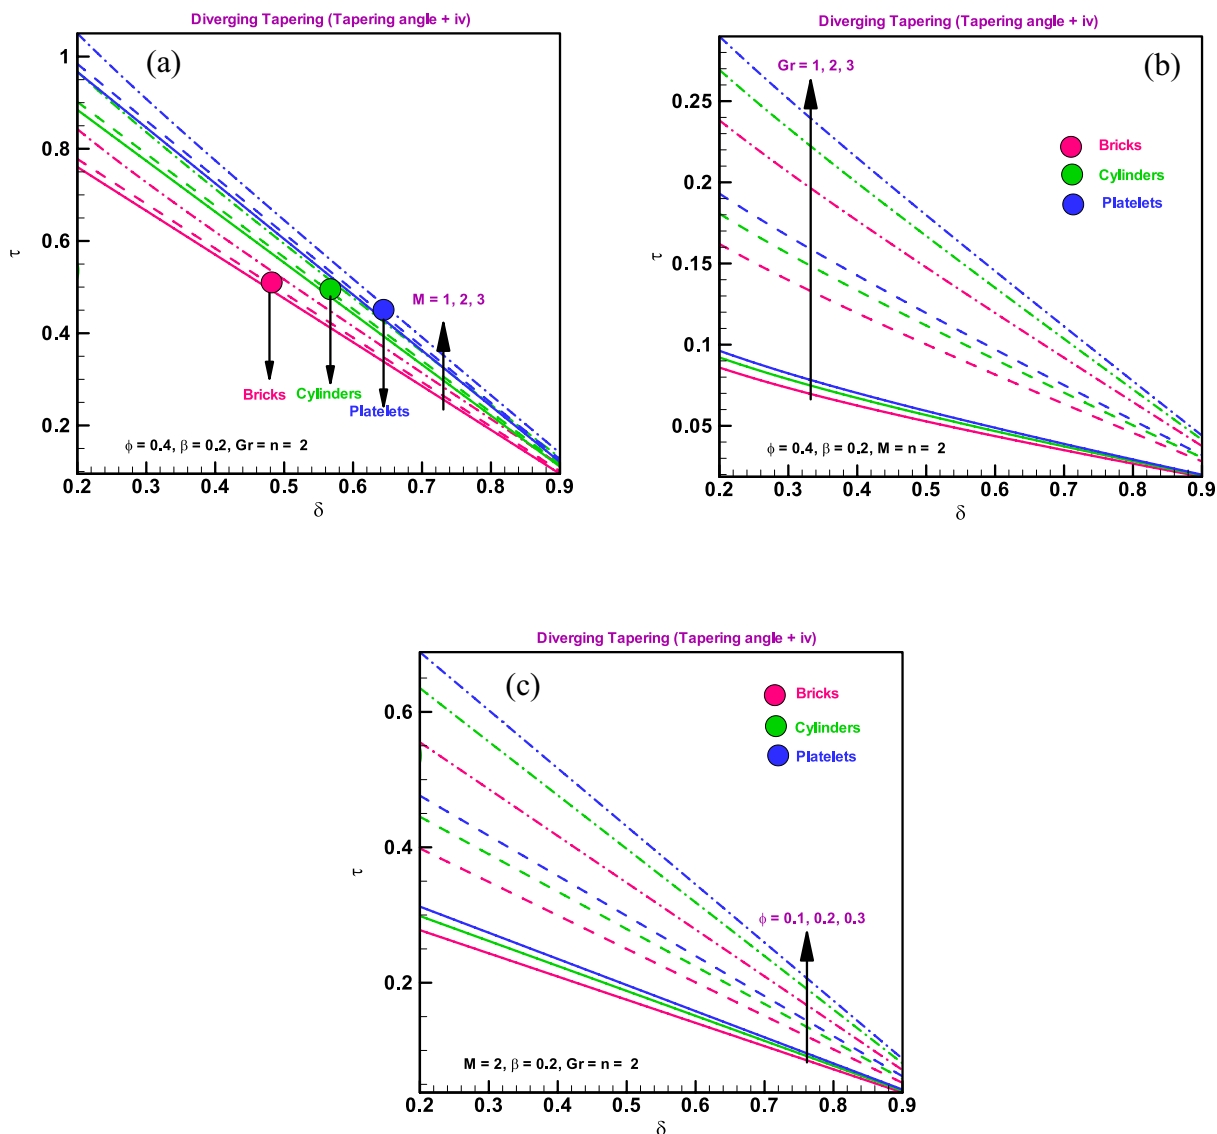 Diverging Tapering (Tapering angle + iv)
(a)
1
0.8
0.6
0.4
0.2
τ
M = 1, 2, 3
Bricks
Cylinders
Platelets
ϕ = 0.4, β = 0.2, Gr = n = 2
0.2 0.3 0.4 0.5 0.6 0.7 0.8 0.9
δ
Diverging Tapering (Tapering angle + iv)
(b)
Gr = 1, 2, 3
0.25
0.2
0.15
0.1
0.05
τ
Bricks
Cylinders
Platelets
ϕ = 0.4, β = 0.2, M = n = 2
0.2 0.3 0.4 0.5 0.6 0.7 0.8 0.9
δ
Diverging Tapering (Tapering angle + iv)
(c)
0.6
0.4
0.2
τ
Bricks
Cylinders
Platelets
ϕ = 0.1, 0.2, 0.3
M = 2, β = 0.2, Gr = n = 2
0.2 0.3 0.4 0.5 0.6 0.7 0.8 0.9
δ